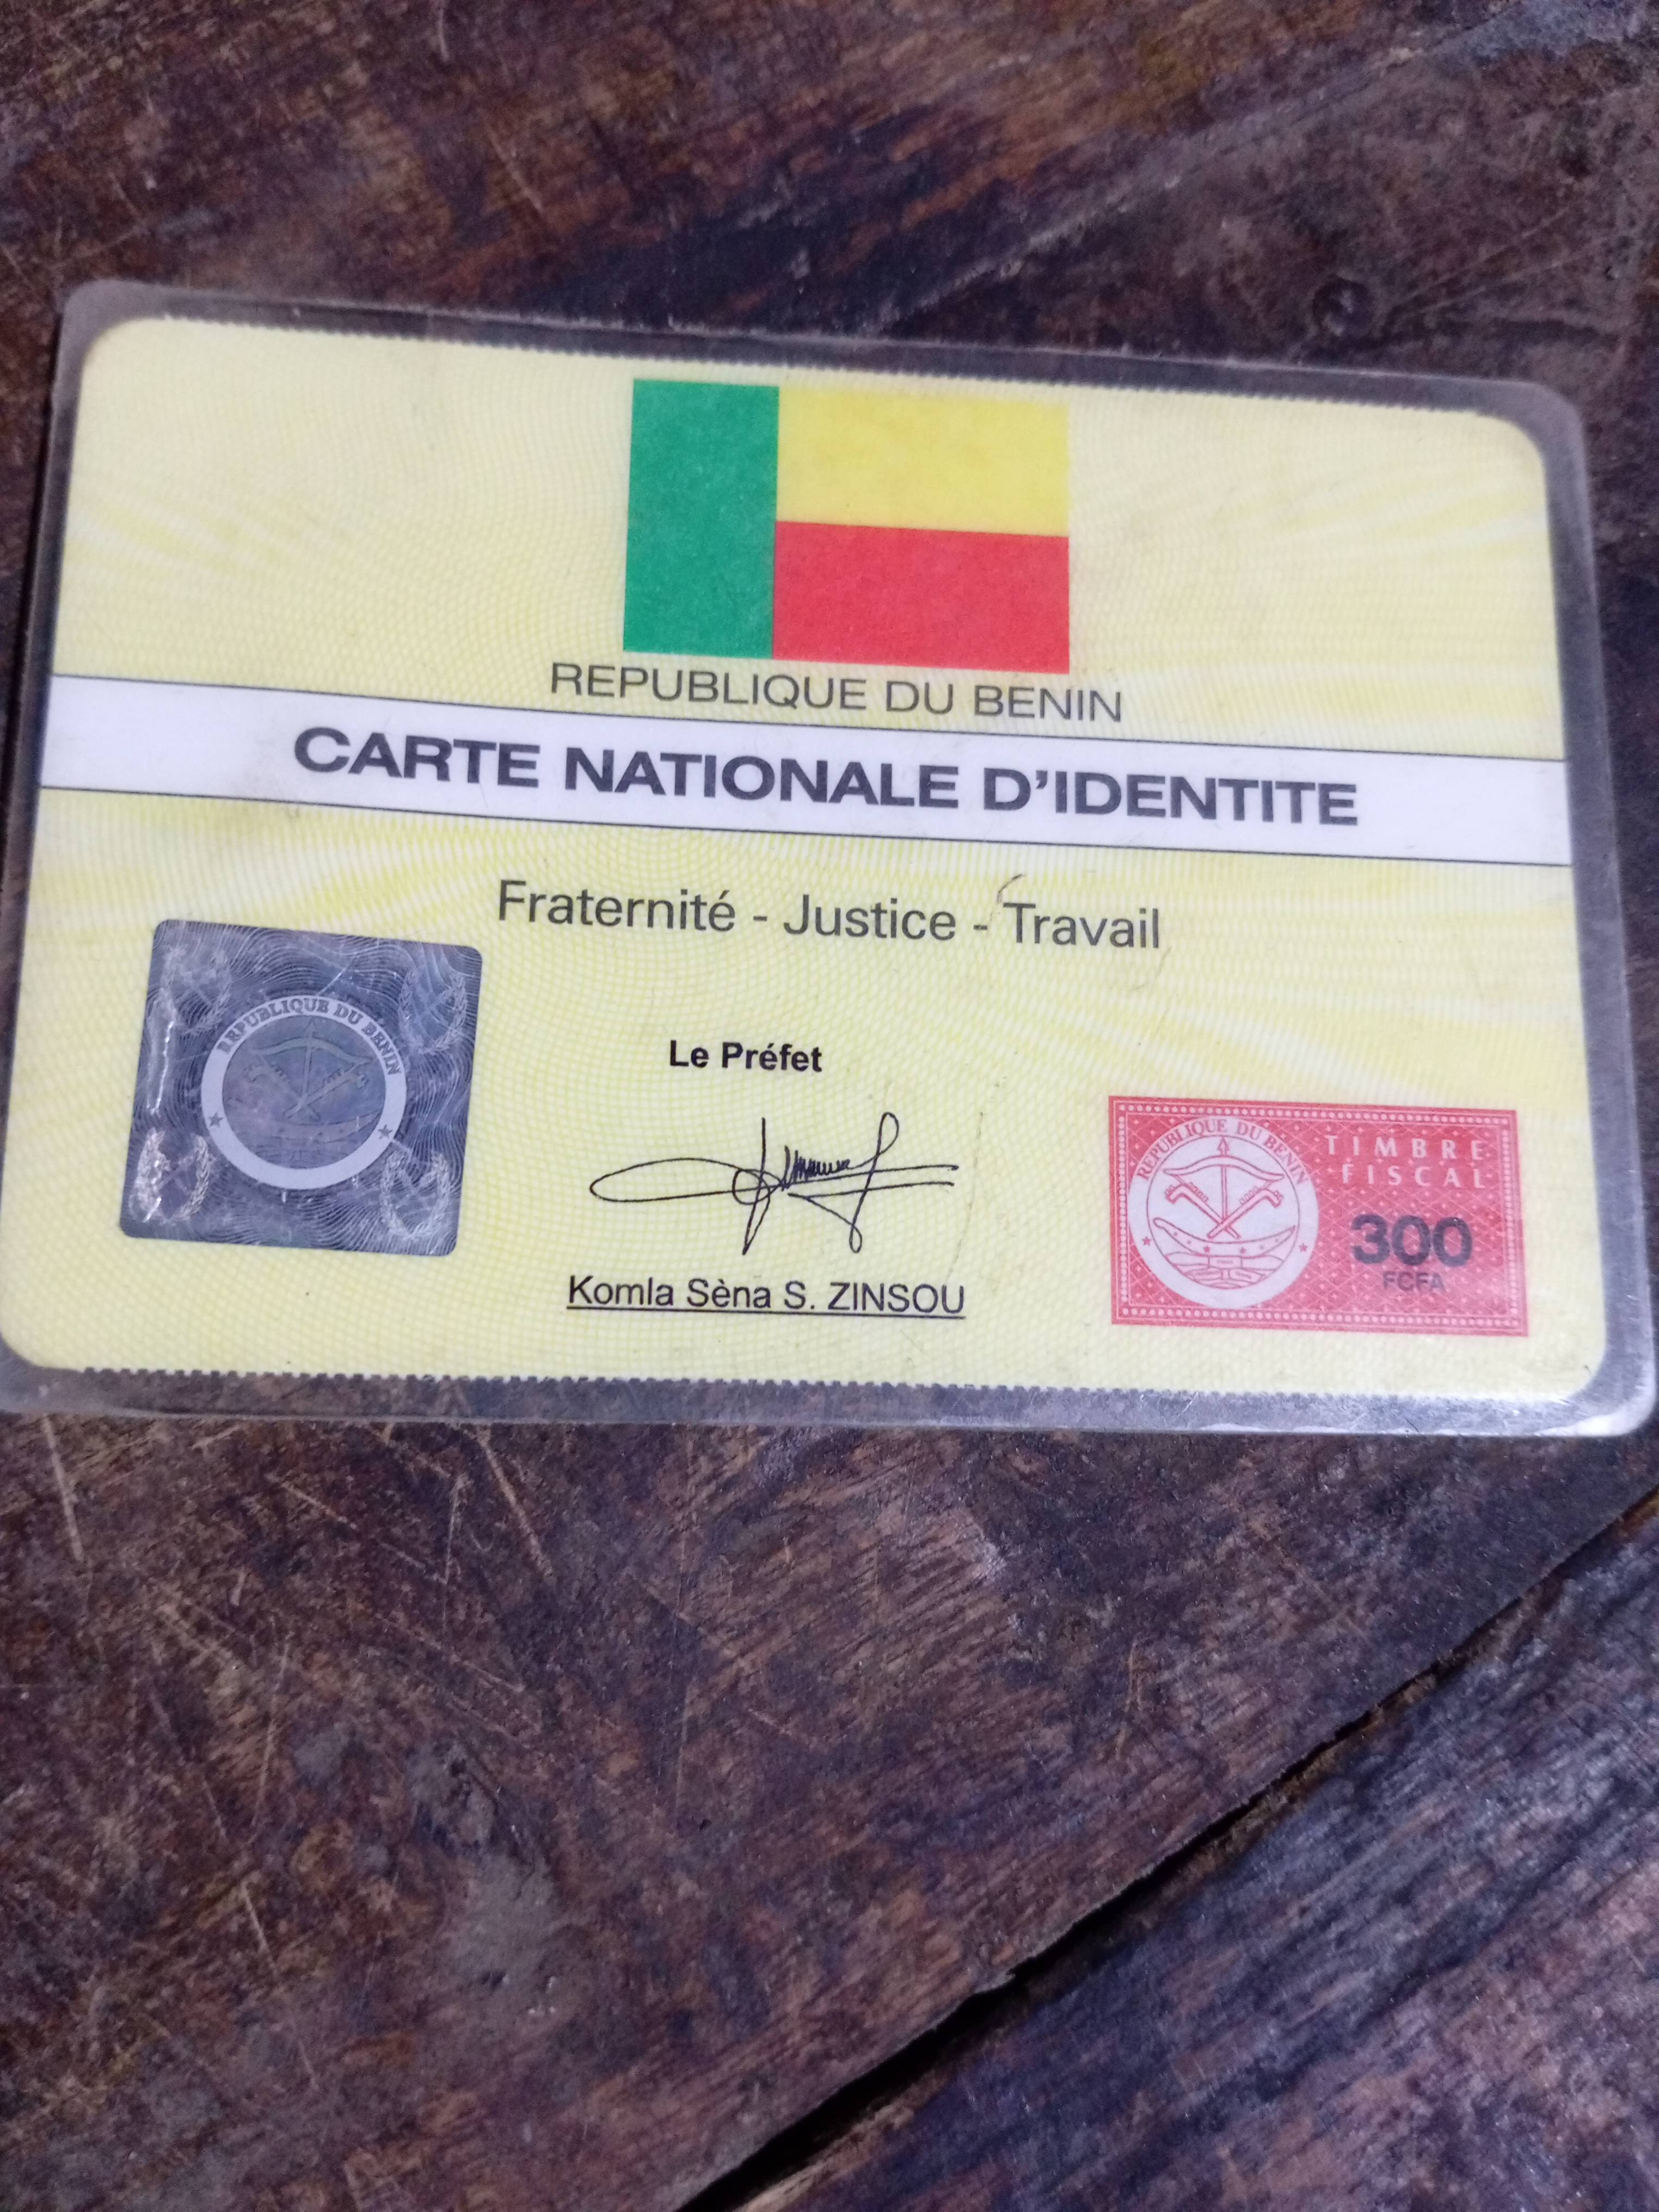 REPUBLIQUE DU BENIN
CARTE NATIONALE D'IDENTITE
Fraternité - Justice - Travail
REPUBLIQUE DU BENIN
Le Préfet
Komla Sèna S. ZINSOU
REPUBLIQUE DU BENIN
TIMBRE
FISCAL
300
FCFA